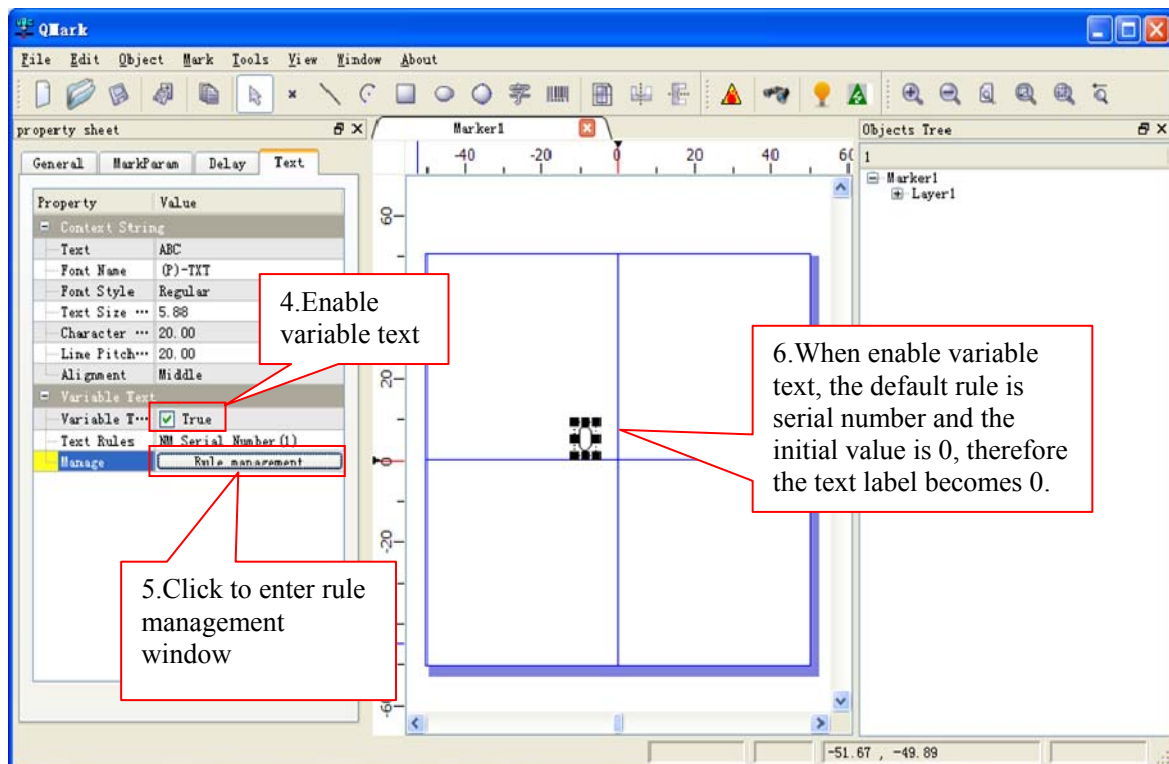 QMark
File Edit Object Mark Tools View Window About
property sheet
Marker1
Objects Tree
General MarkParam Delay Text
-40 -20 0 20 40 60
1
Marker1
Layer1
Property Value
Context String
Text ABC
Font Name (P)-TXT
Font Style Regular
Text Size ... 5.88
Character ... 20.00
Line Pitch... 20.00
Alignment Middle
Variable Text
Variable T... True
Text Rules NM Serial Number(1)
Manage Rule management
60
20
0
-20
-60
0
4.Enable
variable text
5.Click to enter rule
management
window
6.When enable variable
text, the default rule is
serial number and the
initial value is 0, therefore
the text label becomes 0.
-51.67 , -49.89